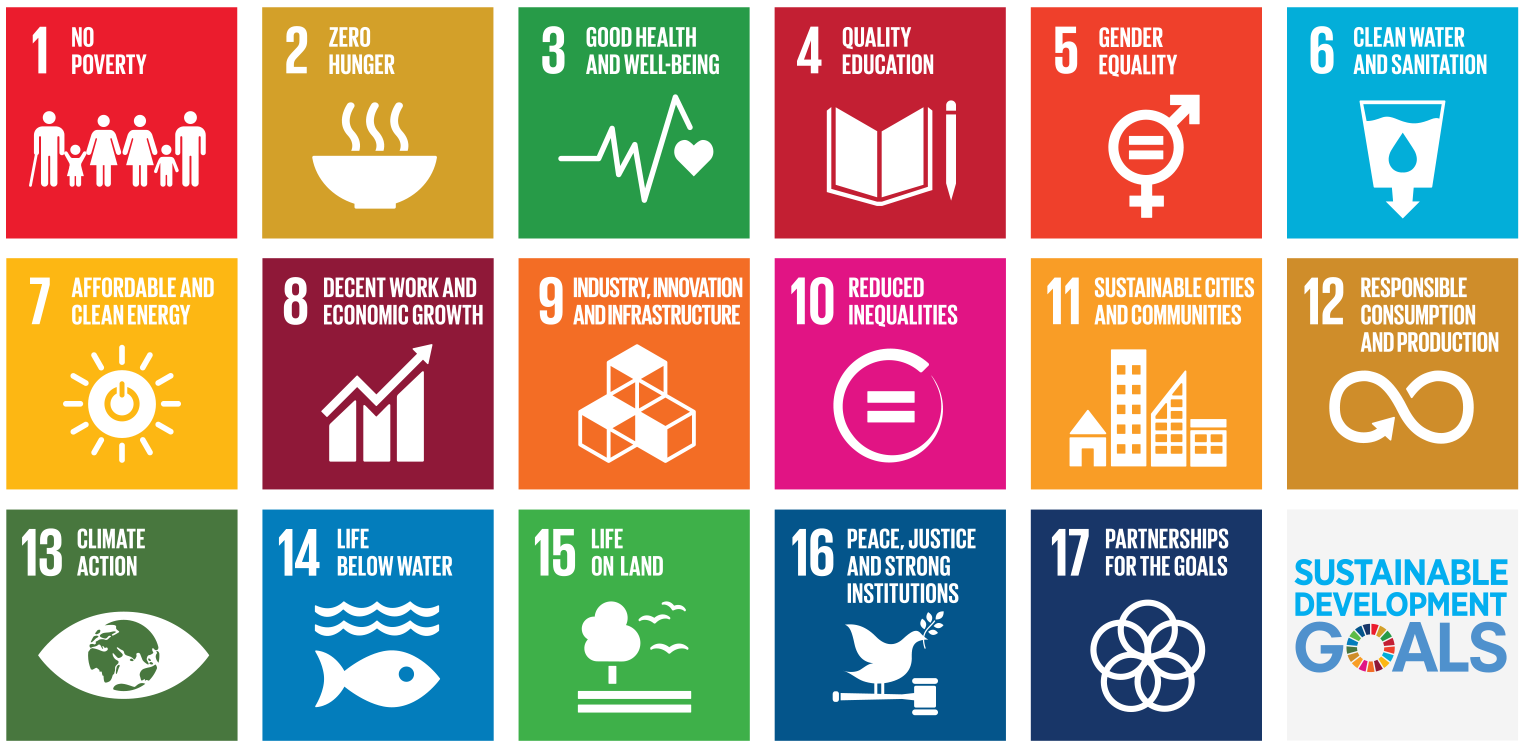 1 NO
POVERTY
2 ZERO
HUNGER
3 GOOD HEALTH
AND WELL-BEING
4 QUALITY
EDUCATION
5 GENDER
EQUALITY
6 CLEAN WATER
AND SANITATION
7 AFFORDABLE AND
CLEAN ENERGY
8 DECENT WORK AND
ECONOMIC GROWTH
9 INDUSTRY, INNOVATION
AND INFRASTRUCTURE
10 REDUCED
INEQUALITIES
11 SUSTAINABLE CITIES
AND COMMUNITIES
12 RESPONSIBLE
CONSUMPTION
AND PRODUCTION
13 CLIMATE
ACTION
14 LIFE
BELOW WATER
15 LIFE
ON LAND
16 PEACE, JUSTICE
AND STRONG
INSTITUTIONS
17 PARTNERSHIPS
FOR THE GOALS
SUSTAINABLE
DEVELOPMENT
GOALS